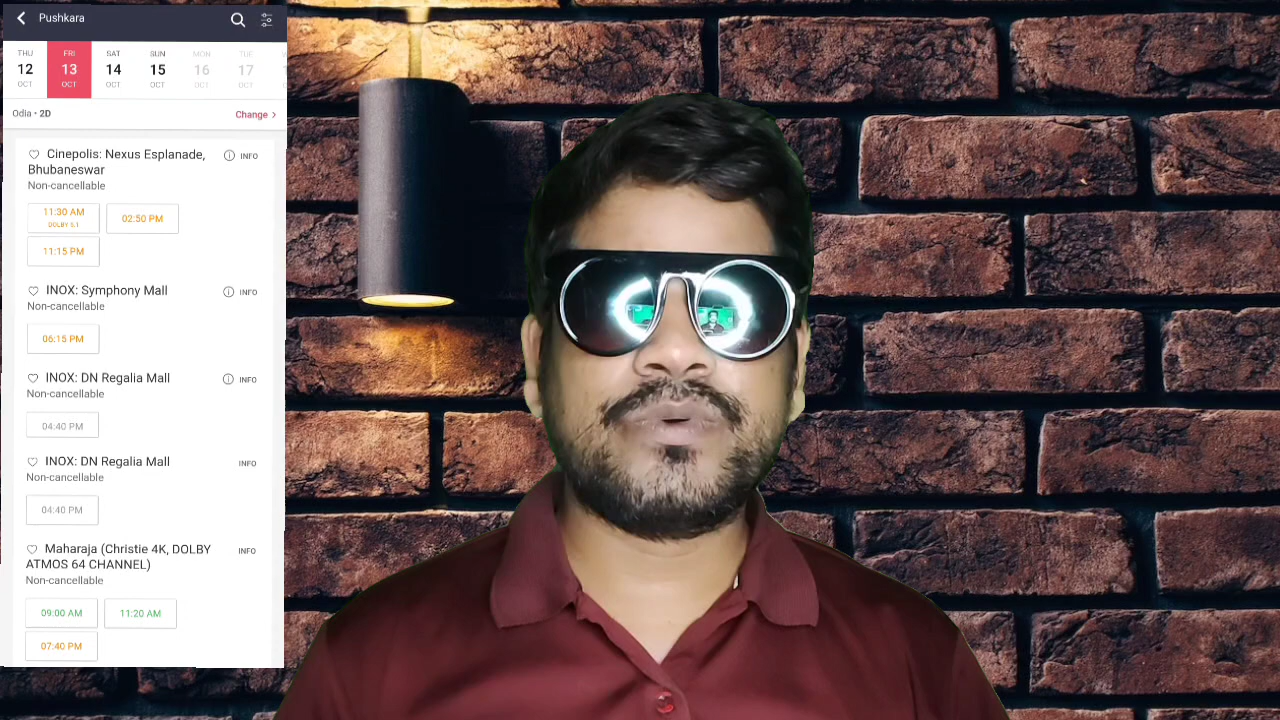 Pushkara
THU FRI SAT SUN MON TUE
12 13 14 15 16 17
OCT OCT OCT OCT OCT OCT
Odia • 2D
Change >
Cinepolis: Nexus Esplanade,
Bhubaneswar
INFO
Non-cancellable
11:30 AM
DOLBY 5.1
02:50 PM
11:15 PM
INOX: Symphony Mall
INFO
Non-cancellable
06:15 PM
INOX: DN Regalia Mall
INFO
Non-cancellable
04:40 PM
INOX: DN Regalia Mall
INFO
Non-cancellable
04:40 PM
Maharaja (Christie 4K, DOLBY
ATMOS 64 CHANNEL)
INFO
Non-cancellable
09:00 AM
11:20 AM
07:40 PM